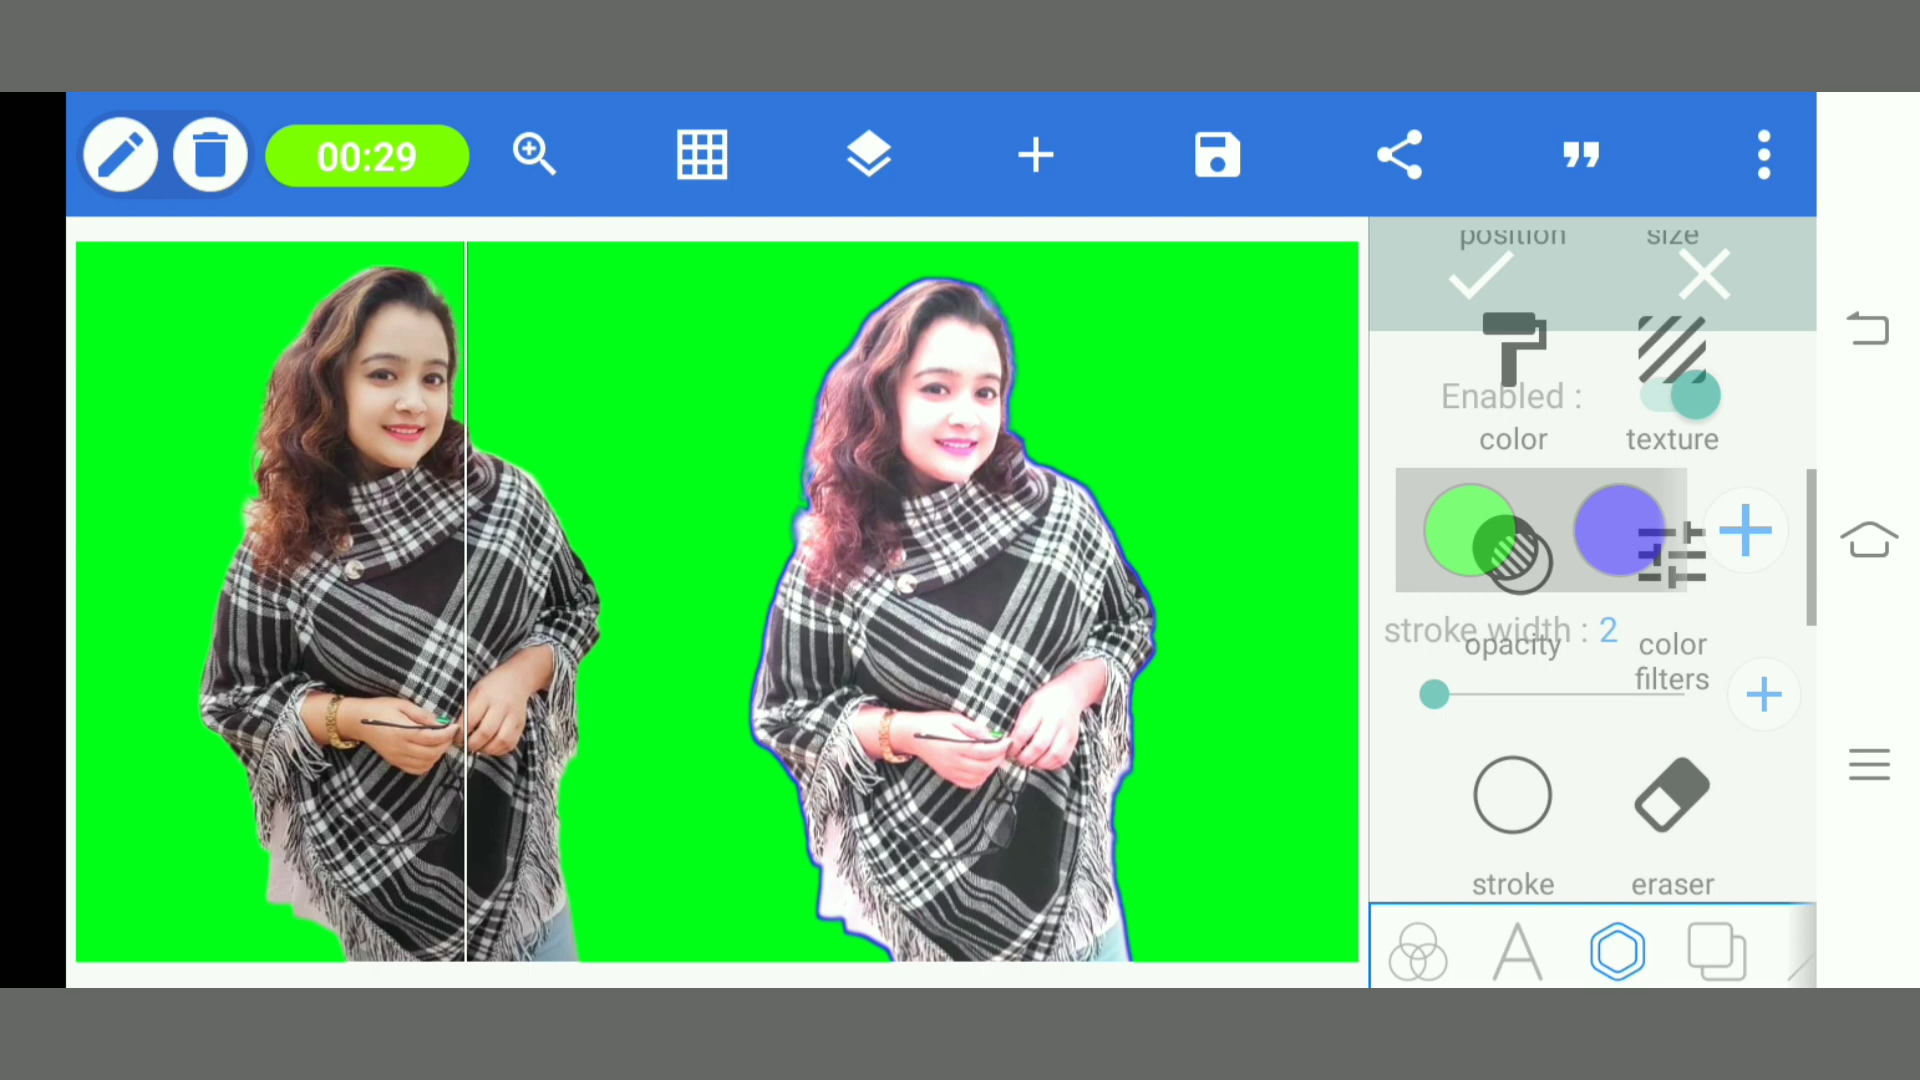 00:29
position size
Enabled :
color texture
stroke width : 2
opacity color
filters
stroke eraser